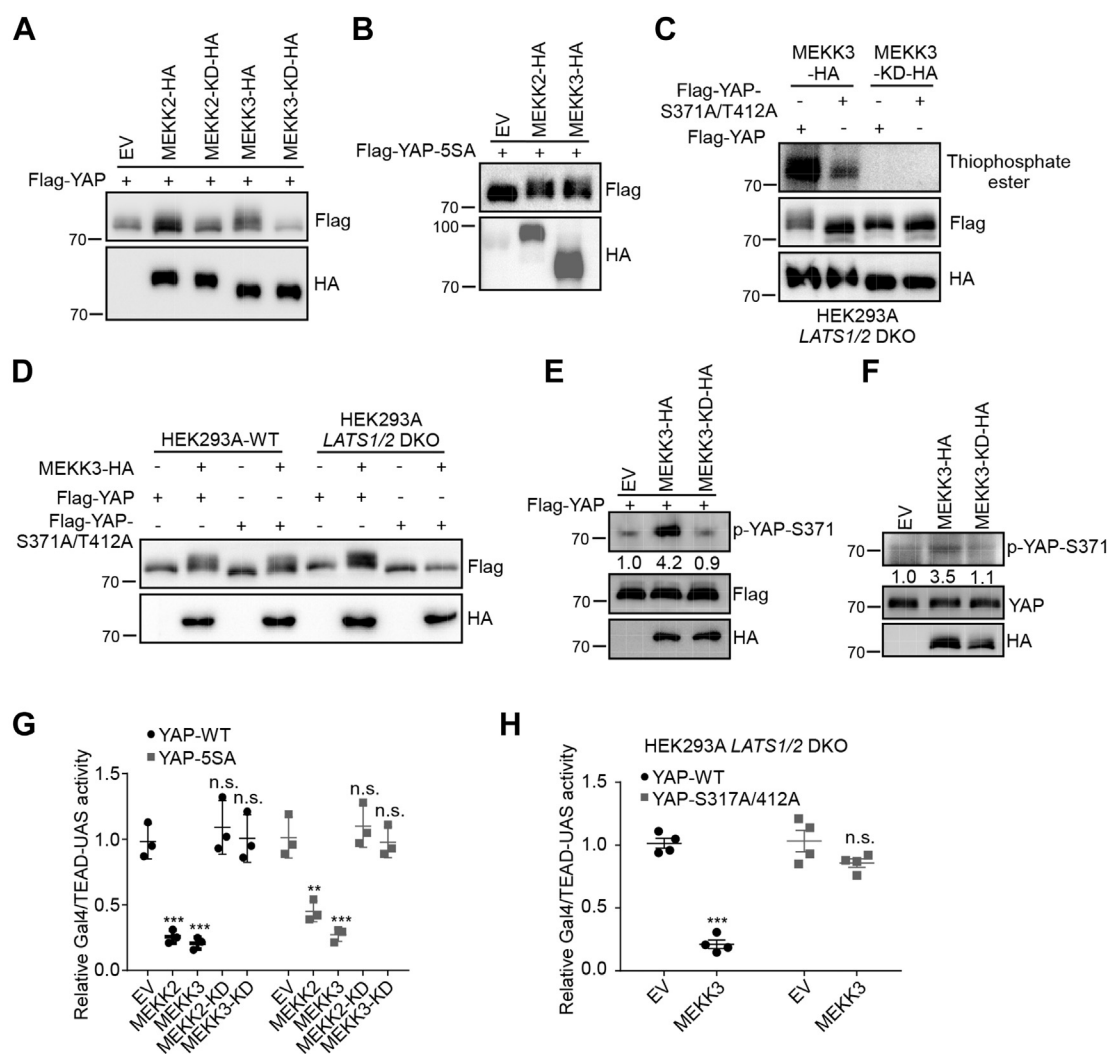 A
EV
MEKK2-HA
MEKK2-KD-HA
MEKK3-HA
MEKK3-KD-HA
Flag-YAP + + + + +
70 Flag
70 HA
B
EV
MEKK2-HA
MEKK3-HA
Flag-YAP-5SA + + +
70 Flag
100
HA
70
C
MEKK3 MEKK3
-HA -KD-HA
Flag-YAP-
S371A/T412A - + - +
Flag-YAP + - + -
70 Thiophosphate
ester
70 Flag
70 HA
HEK293A
LATS1/2 DKO
D
HEK293A-WT
HEK293A
LATS1/2 DKO
MEKK3-HA - + - + - + - +
Flag-YAP + + - - + + - -
Flag-YAP-
S371A/T412A - - + + - - + +
70 Flag
70 HA
E
EV
MEKK3-HA
MEKK3-KD-HA
Flag-YAP + + +
70 p-YAP-S371
1.0 4.2 0.9
70 Flag
70 HA
F
EV
MEKK3-HA
MEKK3-KD-HA
70 p-YAP-S371
1.0 3.5 1.1
70 YAP
70 HA
G
YAP-WT
YAP-5SA
Relative Gal4/TEAD-UAS activity
1.5
1.0
0.5
0.0
*** *** n.s. n.s. ** *** n.s. n.s.
EV
MEKK2
MEKK3
MEKK2-KD
MEKK3-KD
EV
MEKK2
MEKK3
MEKK2-KD
MEKK3-KD
H
HEK293A LATS1/2 DKO
YAP-WT
YAP-S317A/412A
Relative Gal4/TEAD-UAS activity
1.5
1.0
0.5
0.0
*** n.s.
EV
MEKK3
EV
MEKK3